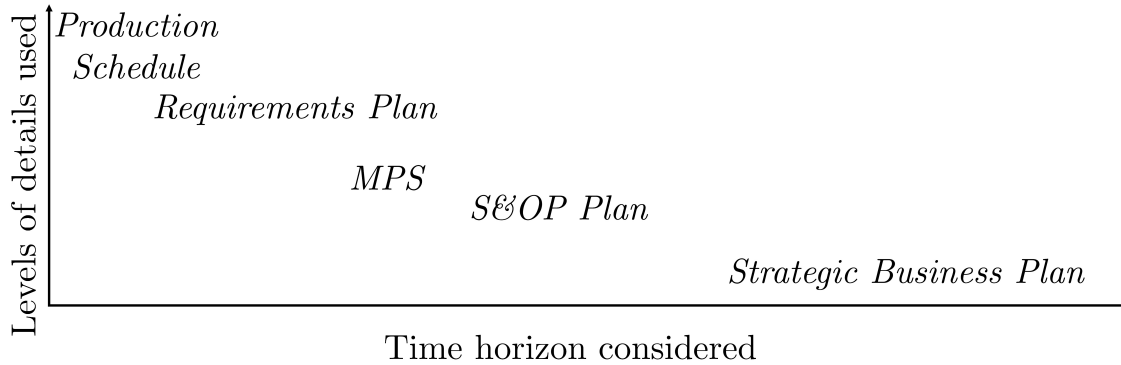 Levels of details used
Production
Schedule
Requirements Plan
MPS
S&OP Plan
Strategic Business Plan
Time horizon considered